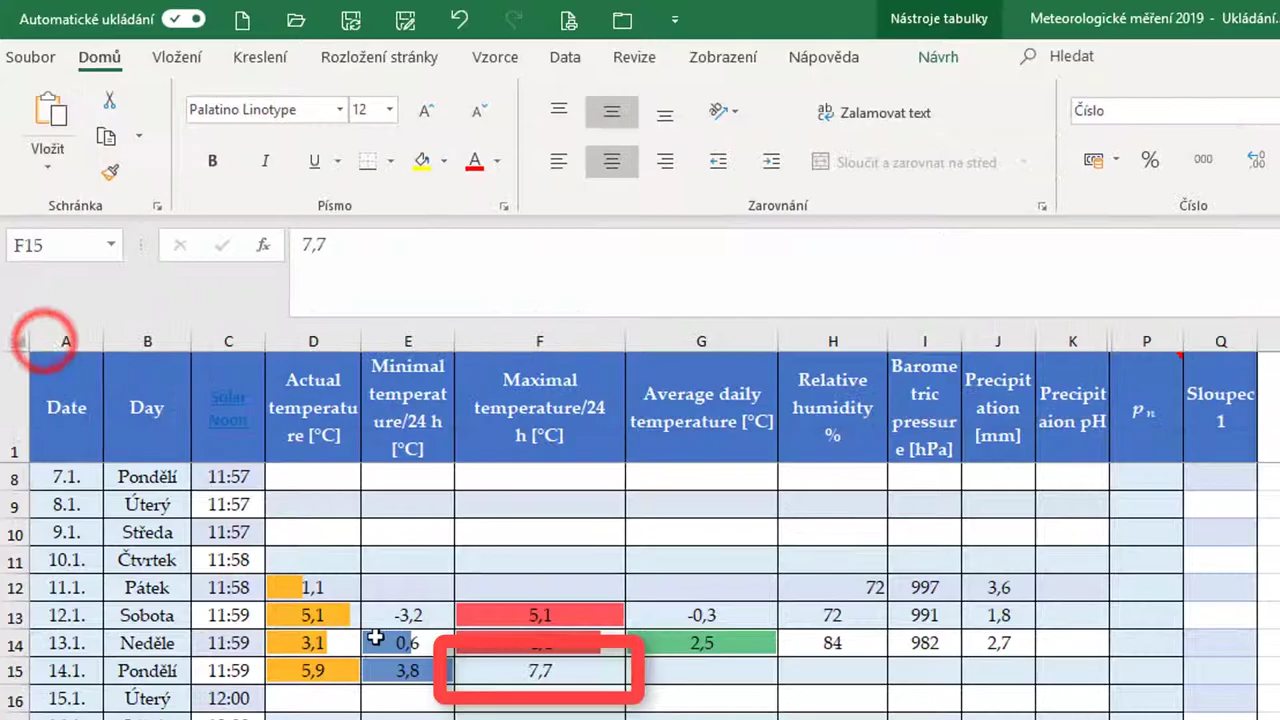 Automatické ukládání
Nástroje tabulky
Meteorologické měření 2019 - Ukládání...
Soubor Domů Vložení Kreslení Rozložení stránky Vzorce Data Revize Zobrazení Nápověda Návrh Hledat
Palatino Linotype 12
Zalamovat text
Číslo
Vložit
B I U
Sloučit a zarovnat na střed
% 000
Schránka Písmo Zarovnání Číslo
F15 fx 7,7
A B C D E F G H I J K P Q
1 Date Day Solar Noon Actual temperatu re [°C] Minimal temperat ure/24 h [°C] Maximal temperature/24 h [°C] Average daily temperature [°C] Relative humidity % Barome tric pressur e [hPa] Precipit ation [mm] Precipit aion pH p n Sloupec 1
8 7.1. Pondělí 11:57
9 8.1. Úterý 11:57
10 9.1. Středa 11:57
11 10.1. Čtvrtek 11:58
12 11.1. Pátek 11:58 1,1 72 997 3,6
13 12.1. Sobota 11:59 5,1 -3,2 5,1 -0,3 72 991 1,8
14 13.1. Neděle 11:59 3,1 0,6 2,5 84 982 2,7
15 14.1. Pondělí 11:59 5,9 3,8 7,7
16 15.1. Úterý 12:00